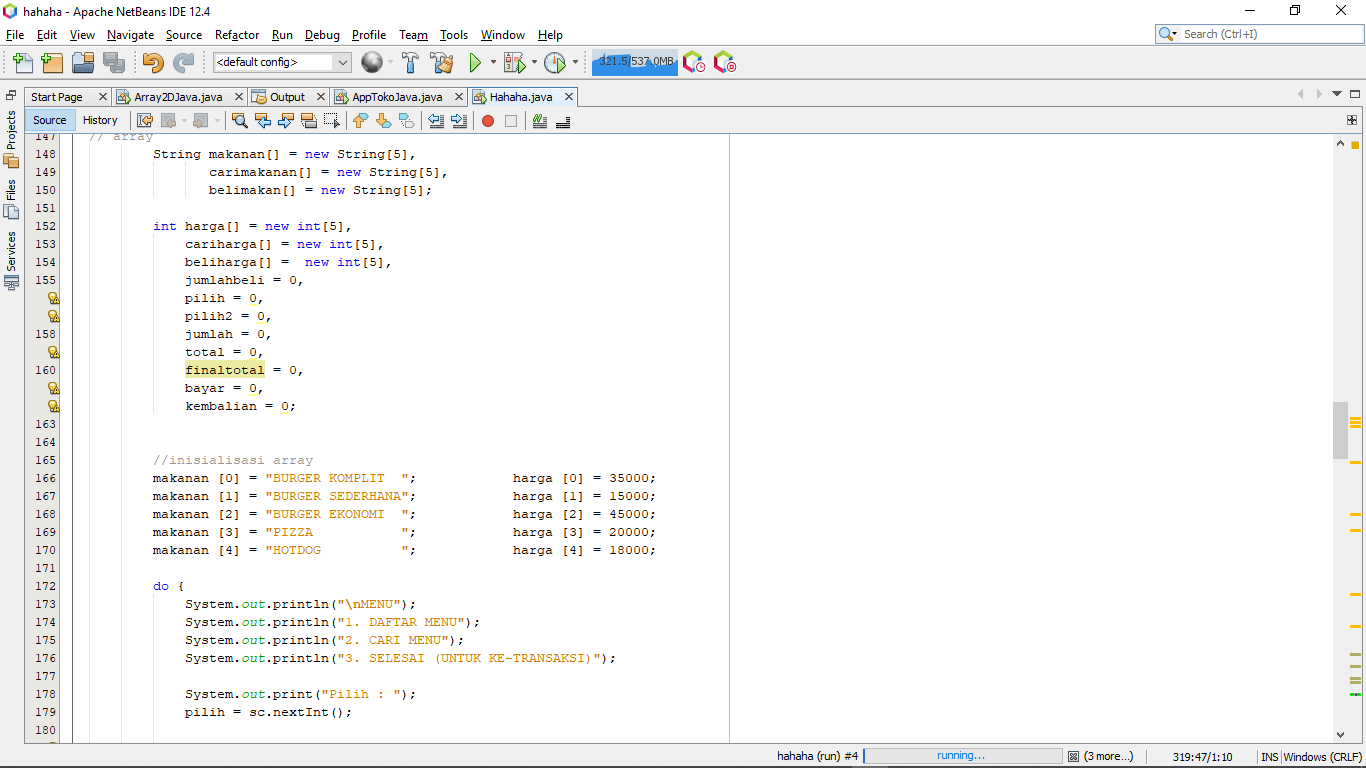 hahaha - Apache NetBeans IDE 12.4
File Edit View Navigate Source Refactor Run Debug Profile Team Tools Window Help
Search (Ctrl+I)
<default config>
321.5/537.0MB
Start Page Array2DJava.java Output AppTokoJava.java Hahaha.java
Source History
Projects
Files
Services
147 // array
148 String makanan[] = new String[5],
149 carimakanan[] = new String[5],
150 belimakan[] = new String[5];
151
152 int harga[] = new int[5],
153 cariharga[] = new int[5],
154 beliharga[] =  new int[5],
155 jumlahbeli = 0,
pilih = 0,
pilih2 = 0,
158 jumlah = 0,
total = 0,
160 finaltotal = 0,
bayar = 0,
kembalian = 0;
163
164
165 //inisialisasi array
166 makanan [0] = "BURGER KOMPLIT  "; harga [0] = 35000;
167 makanan [1] = "BURGER SEDERHANA"; harga [1] = 15000;
168 makanan [2] = "BURGER EKONOMI  "; harga [2] = 45000;
169 makanan [3] = "PIZZA           "; harga [3] = 20000;
170 makanan [4] = "HOTDOG          "; harga [4] = 18000;
171
172 do {
173 System.out.println("\nMENU");
174 System.out.println("1. DAFTAR MENU");
175 System.out.println("2. CARI MENU");
176 System.out.println("3. SELESAI (UNTUK KE-TRANSAKSI)");
177
178 System.out.print("Pilih : ");
179 pilih = sc.nextInt();
180
hahaha (run) #4 running... (3 more...) 319:47/1:10 INS Windows (CRLF)